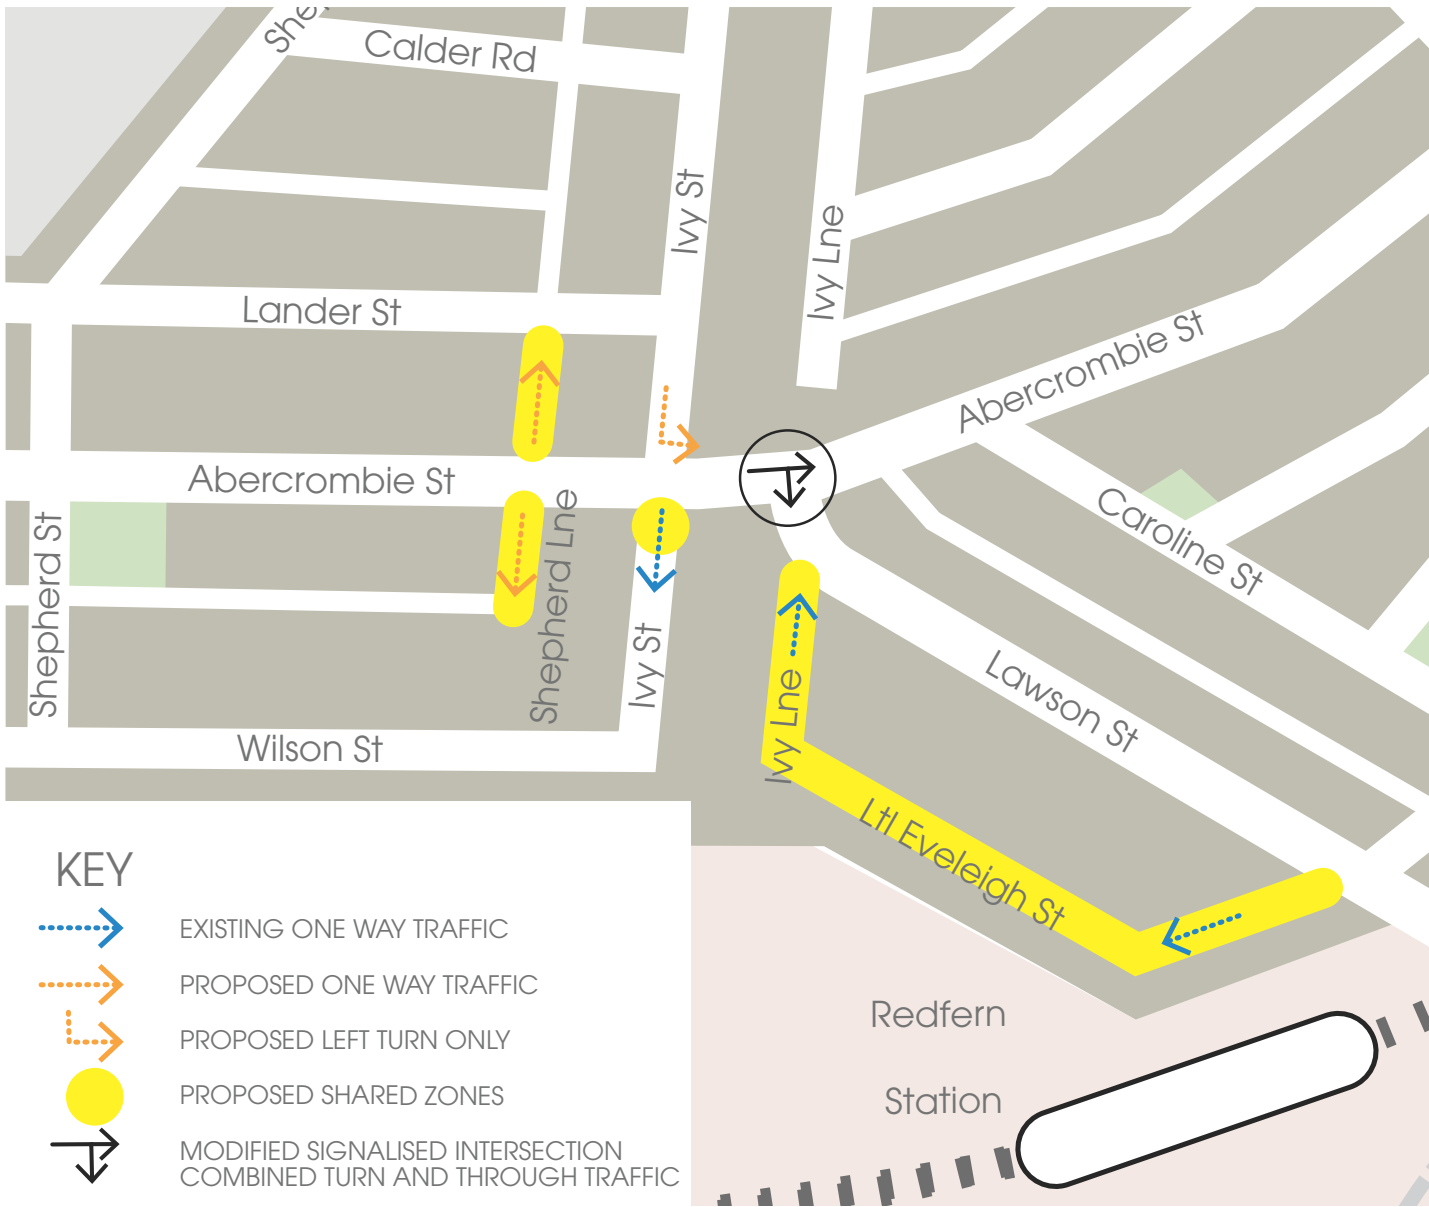 She
Calder Rd
Ivy St
Ivy Lne
Lander St
Abercrombie St
Abercrombie St
Caroline St
Shepherd St
Shepherd Lne
Ivy St
Ivy Lne
Lawson St
Wilson St
Ltl Eveleigh St
Redfern
Station
KEY
EXISTING ONE WAY TRAFFIC
PROPOSED ONE WAY TRAFFIC
PROPOSED LEFT TURN ONLY
PROPOSED SHARED ZONES
MODIFIED SIGNALISED INTERSECTION
COMBINED TURN AND THROUGH TRAFFIC